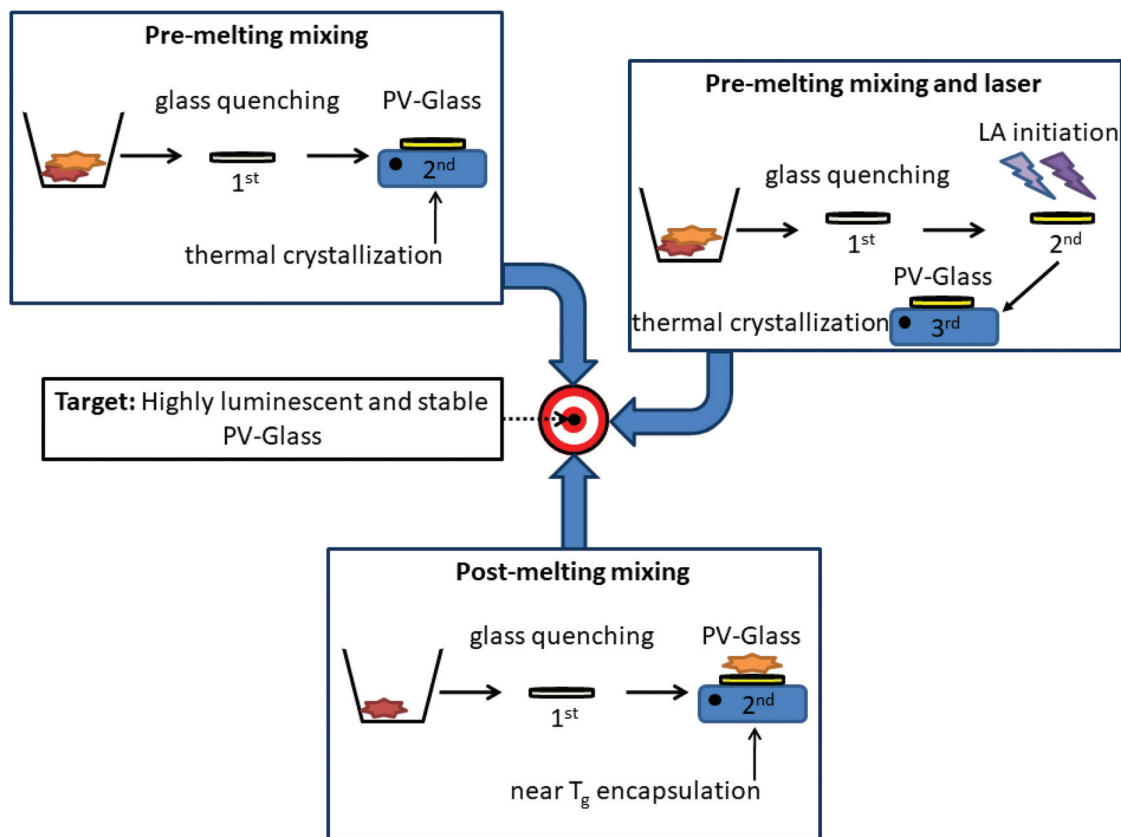 Pre-melting mixing
glass quenching
PV-Glass
1st
2nd
thermal crystallization
Pre-melting mixing and laser
LA initiation
glass quenching
1st
2nd
PV-Glass
thermal crystallization
3rd
Target: Highly luminescent and stable
PV-Glass
Post-melting mixing
glass quenching
PV-Glass
1st
2nd
near Tg encapsulation